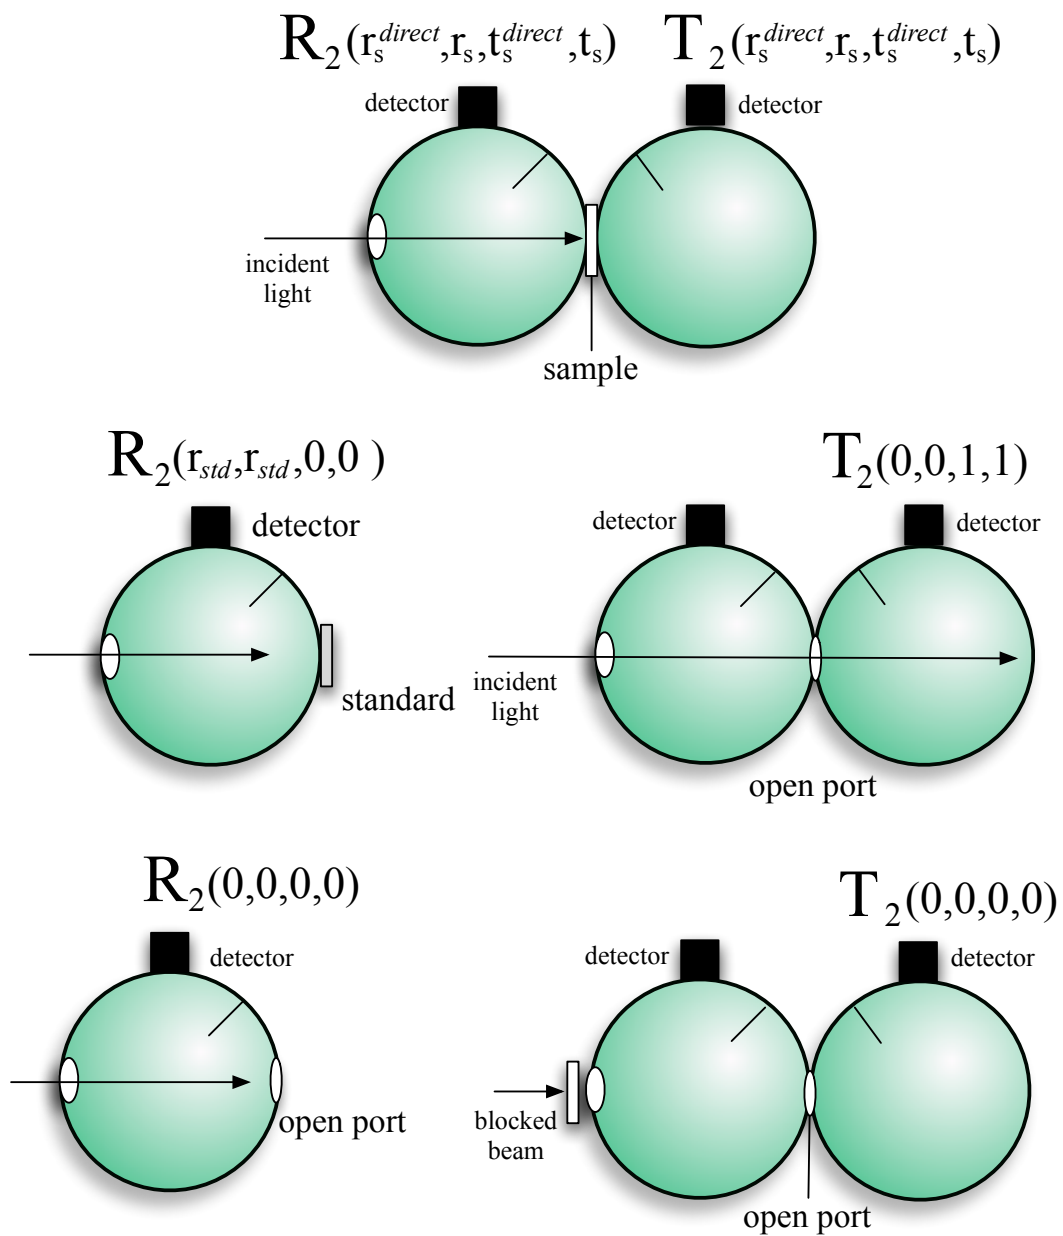 R₂(rₛᵈⁱʳᵉᶜᵗ,rₛ,tₛᵈⁱʳᵉᶜᵗ,tₛ) T₂(rₛᵈⁱʳᵉᶜᵗ,rₛ,tₛᵈⁱʳᵉᶜᵗ,tₛ)
detector
detector
incident
light
sample
R₂(r_std,r_std,0,0 )
detector
standard
T₂(0,0,1,1)
detector
detector
incident
light
open port
R₂(0,0,0,0)
detector
open port
T₂(0,0,0,0)
detector
detector
blocked
beam
open port